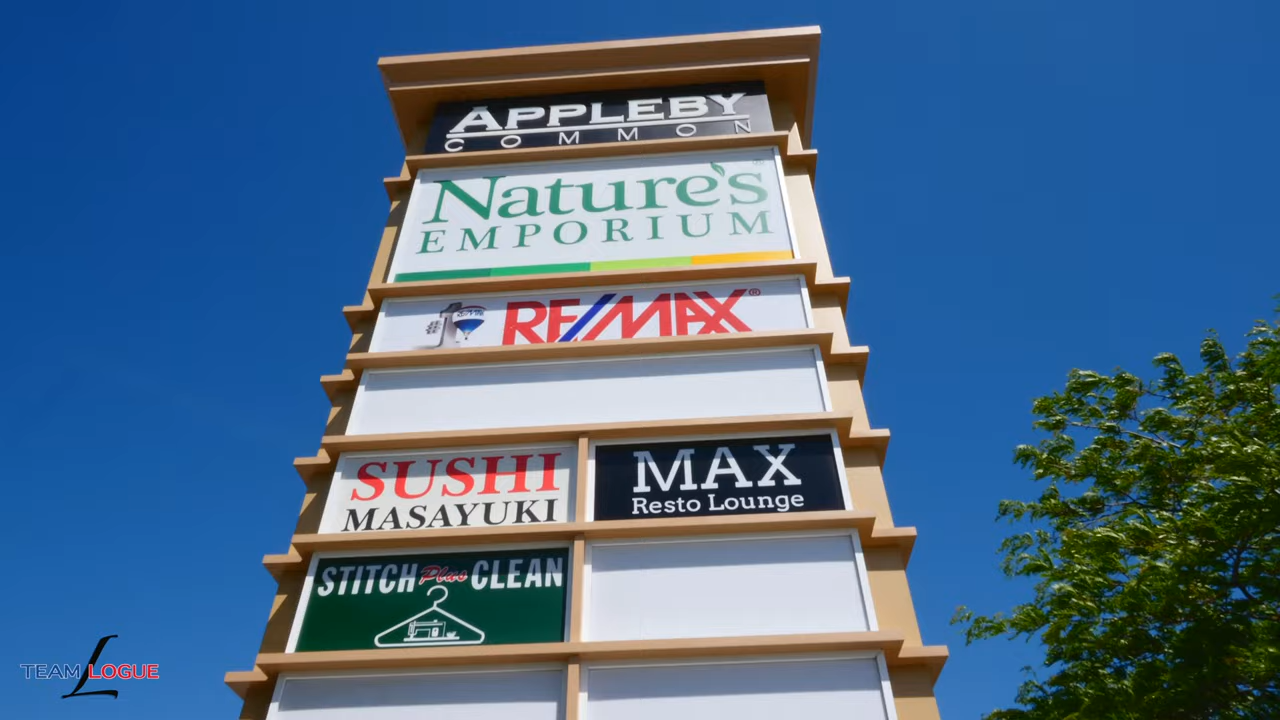 APPLEBY
COMMON
Nature's
EMPORIUM
RE/MAX®
SUSHI
MASAYUKI
MAX
Resto Lounge
STITCH Plus CLEAN
TEAM LOGUE